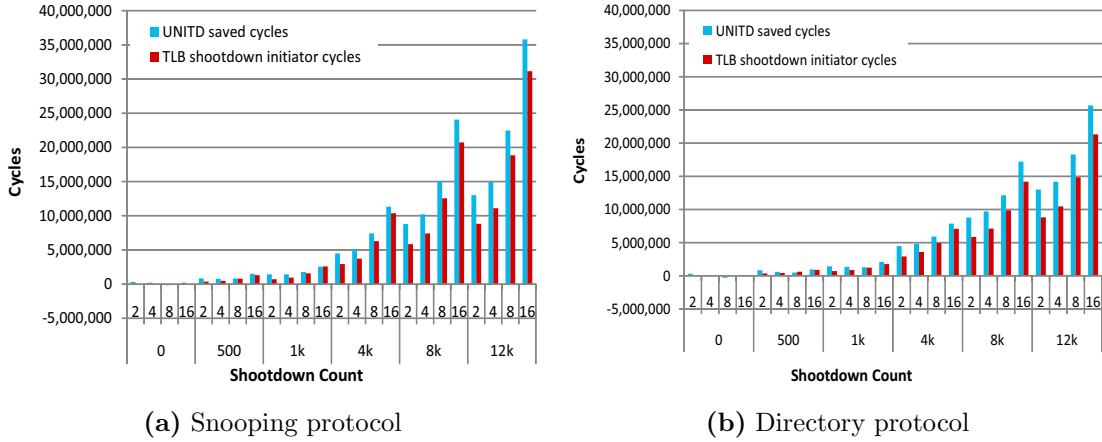 40,000,000
35,000,000
30,000,000
25,000,000
20,000,000
15,000,000
10,000,000
5,000,000
0
-5,000,000
Cycles
UNITD saved cycles
TLB shootdown initiator cycles
2 4 8 16 2 4 8 16 2 4 8 16 2 4 8 16 2 4 8 16 2 4 8 16
0 500 1k 4k 8k 12k
Shootdown Count
(a) Snooping protocol
40,000,000
35,000,000
30,000,000
25,000,000
20,000,000
15,000,000
10,000,000
5,000,000
0
-5,000,000
Cycles
UNITD saved cycles
TLB shootdown initiator cycles
2 4 8 16 2 4 8 16 2 4 8 16 2 4 8 16 2 4 8 16 2 4 8 16
0 500 1k 4k 8k 12k
Shootdown Count
(b) Directory protocol